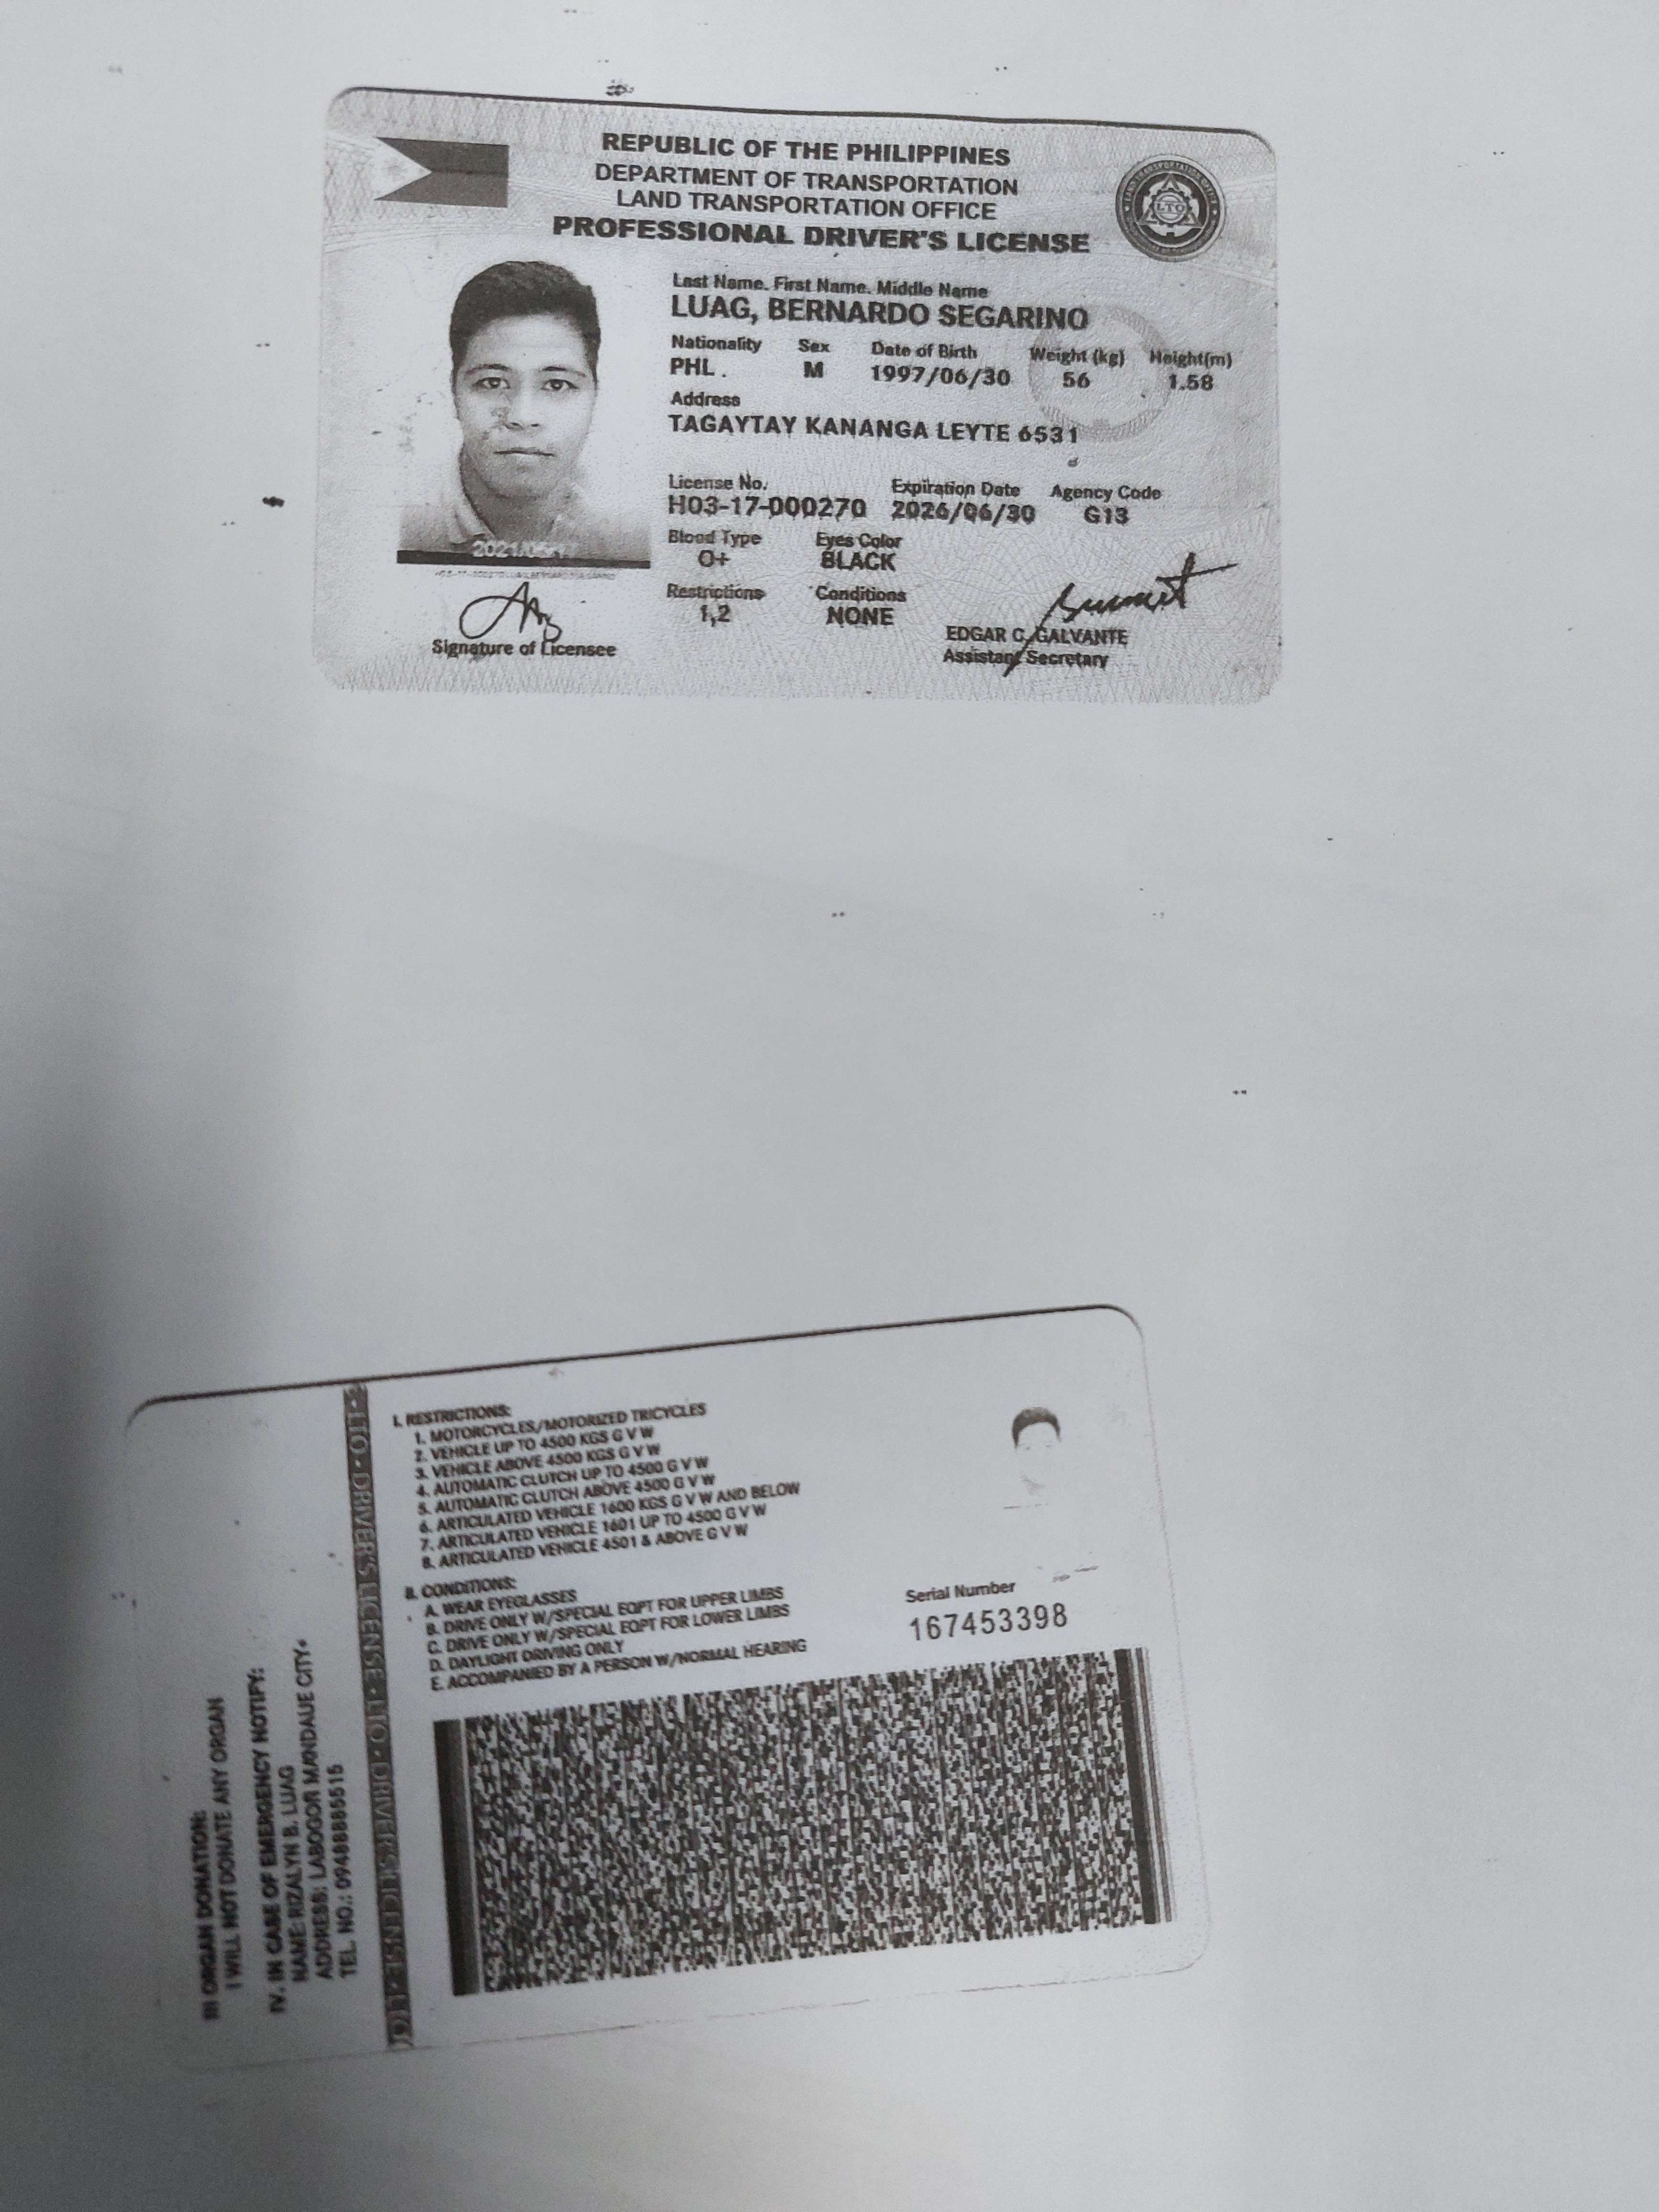 REPUBLIC OF THE PHILIPPINES
DEPARTMENT OF TRANSPORTATION
LAND TRANSPORTATION OFFICE
PROFESSIONAL DRIVER'S LICENSE
LTO
Last Name. First Name. Middle Name
LUAG, BERNARDO SEGARINO
Nationality Sex Date of Birth Weight (kg) Height(m)
PHL. M 1997/06/30 56 1.58
Address
TAGAYTAY KANANGA LEYTE 6531
License No. Expiration Date Agency Code
H03-17-000270 2026/06/30 G13
Blood Type Eyes Color
O+ BLACK
Restrictions Conditions
1,2 NONE
Signature of Licensee
EDGAR C. GALVANTE
Assistant Secretary
I. RESTRICTIONS:
1. MOTORCYCLES/MOTORIZED TRICYCLES
2. VEHICLE UP TO 4500 KGS G V W
3. VEHICLE ABOVE 4500 KGS G V W
4. AUTOMATIC CLUTCH UP TO 4500 G V W
5. AUTOMATIC CLUTCH ABOVE 4500 G V W
6. ARTICULATED VEHICLE 1600 KGS G V W AND BELOW
7. ARTICULATED VEHICLE 1601 UP TO 4500 G V W
8. ARTICULATED VEHICLE 4501 & ABOVE G V W
II. CONDITIONS:
A. WEAR EYEGLASSES
B. DRIVE ONLY W/SPECIAL EQPT FOR UPPER LIMBS
C. DRIVE ONLY W/SPECIAL EQPT FOR LOWER LIMBS
D. DAYLIGHT DRIVING ONLY
E. ACCOMPANIED BY A PERSON W/NORMAL HEARING
Serial Number
167453398
LTO • DRIVER'S LICENSE • LTO • DRIVER'S LICENSE • LTO
III ORGAN DONATION:
I WILL NOT DONATE ANY ORGAN
IV. IN CASE OF EMERGENCY NOTIFY:
NAME: RIZALYN B. LUAG
ADDRESS: LABOGOR MANDAUE CITY
TEL. NO.: 09488885515